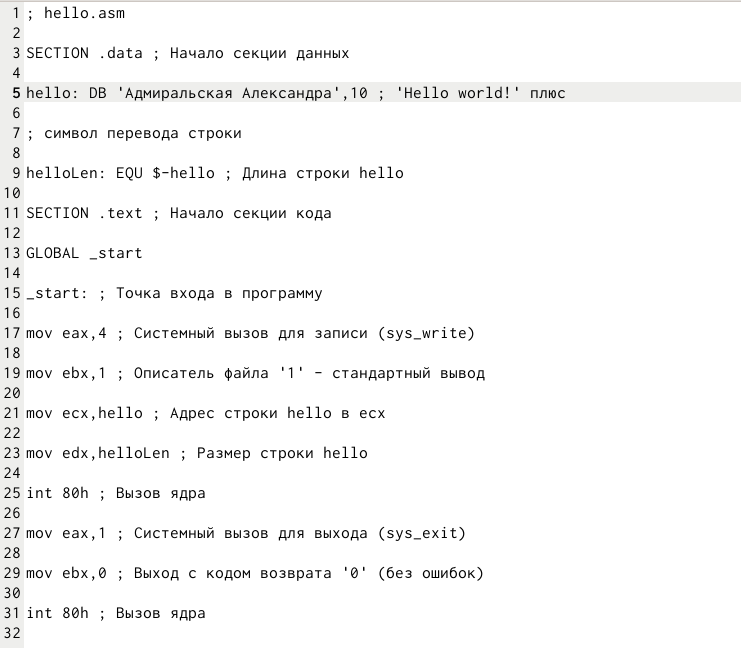 1 ; hello.asm
2
3 SECTION .data ; Начало секции данных
4
5 hello: DB 'Адмиральская Александра',10 ; 'Hello world!' плюс
6
7 ; символ перевода строки
8
9 helloLen: EQU $-hello ; Длина строки hello
10
11 SECTION .text ; Начало секции кода
12
13 GLOBAL _start
14
15 _start: ; Точка входа в программу
16
17 mov eax,4 ; Системный вызов для записи (sys_write)
18
19 mov ebx,1 ; Описатель файла '1' - стандартный вывод
20
21 mov ecx,hello ; Адрес строки hello в ecx
22
23 mov edx,helloLen ; Размер строки hello
24
25 int 80h ; Вызов ядра
26
27 mov eax,1 ; Системный вызов для выхода (sys_exit)
28
29 mov ebx,0 ; Выход с кодом возврата '0' (без ошибок)
30
31 int 80h ; Вызов ядра
32